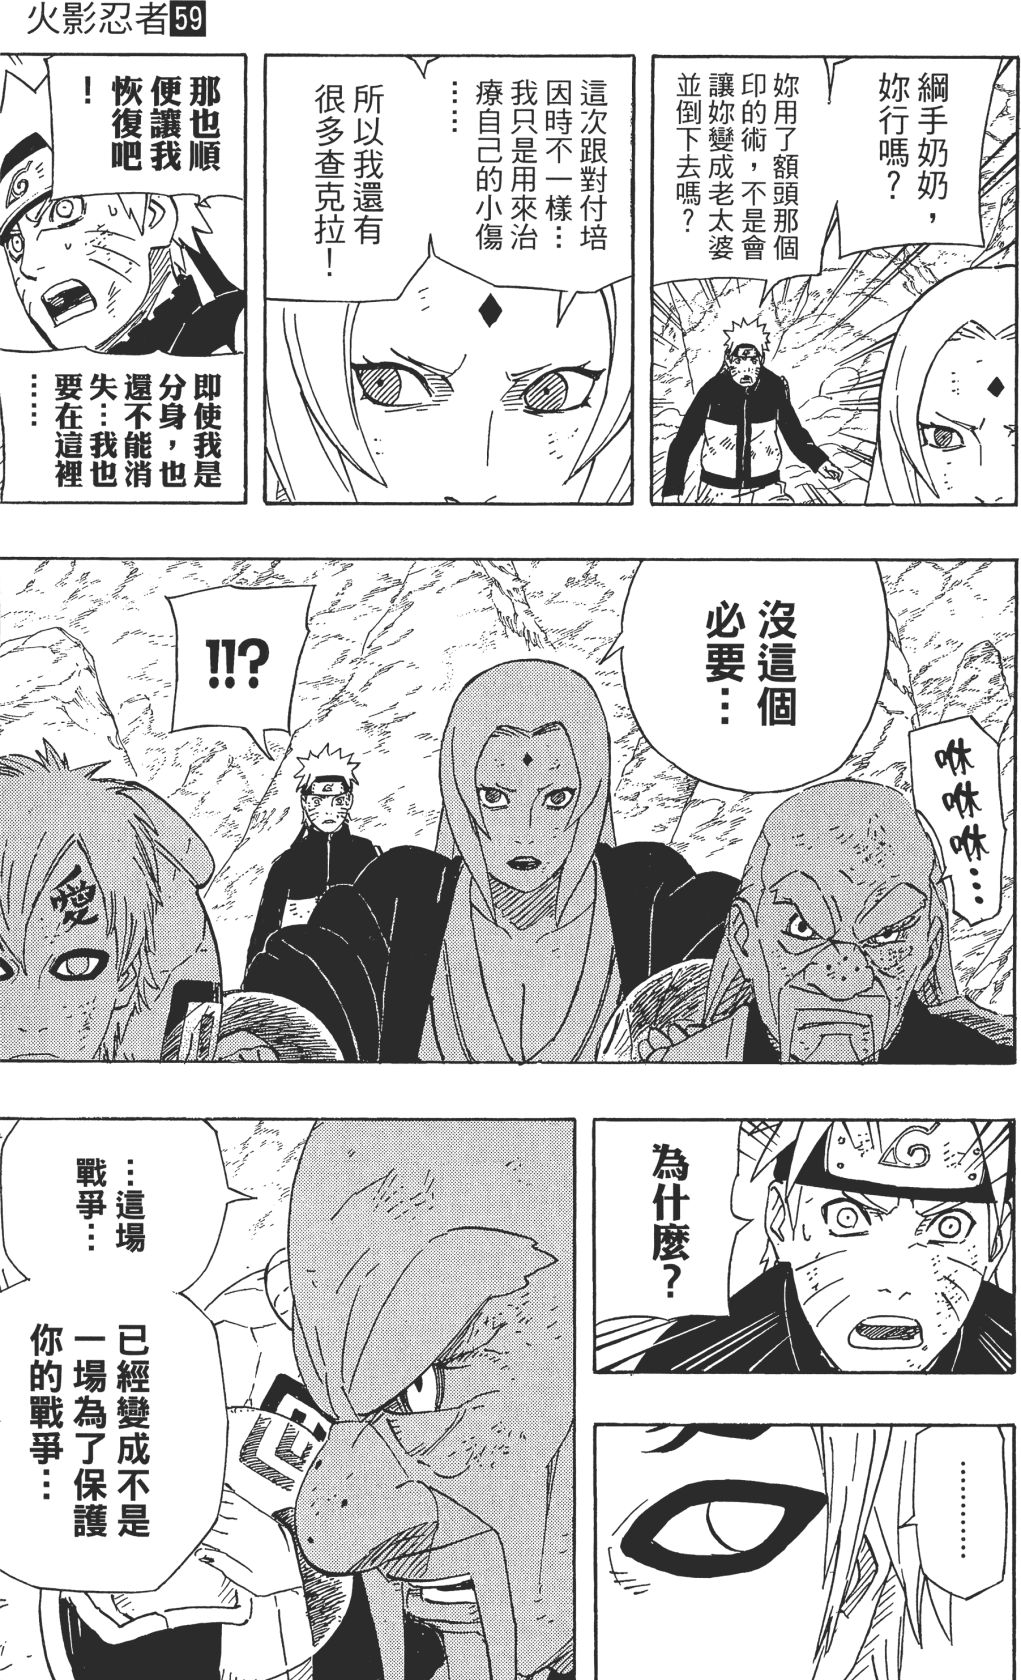 火影忍者59
綱手奶奶，
妳行嗎？
妳用了額頭那個
印的術，不是會
讓妳變成老太婆
並倒下去嗎？
這次跟對付培
因時不一樣…
我只是用來治
療自己的小傷
……
所以我還有
很多查克拉！
那也順
便讓我
恢復吧
！
即使我是
分身，也
還不能消
失…我也
要在這裡
……
沒這個
必要…
咻咻咻…
!!?
愛
為什麼？
………
…這場
戰爭…
已經變成不是
一場為了保護
你的戰爭…